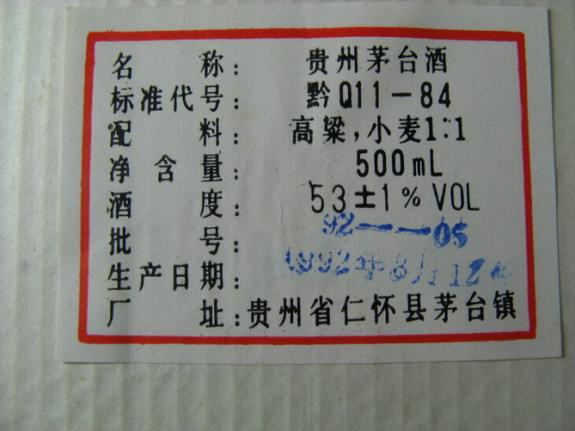 名称：贵州茅台酒
标准代号：黔Q11-84
配料：高粱，小麦1:1
净含量：500mL
酒度：53±1% VOL
批号：92--05
生产日期：1992年8月12
厂址：贵州省仁怀县茅台镇